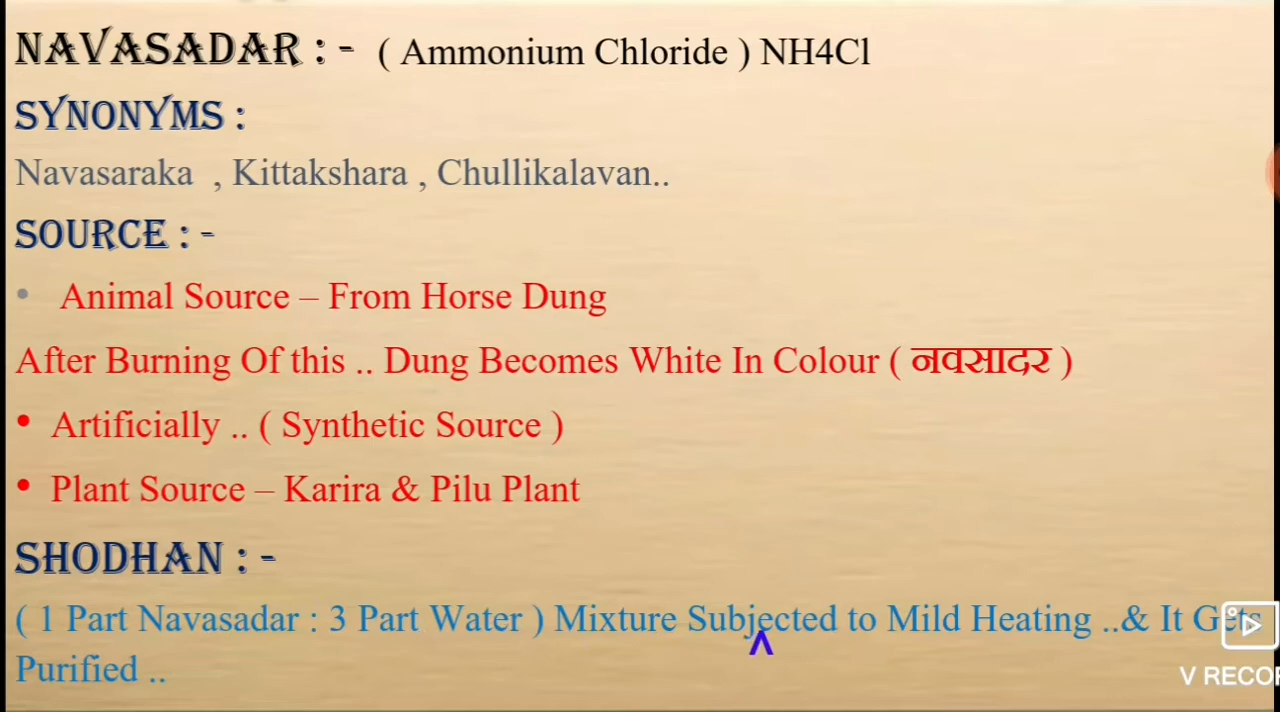 NAVASADAR : - ( Ammonium Chloride ) NH4Cl
SYNONYMS :
Navasaraka , Kittakshara , Chullikalavan..
SOURCE : -
• Animal Source – From Horse Dung
After Burning Of this .. Dung Becomes White In Colour ( नवसादर )
• Artificially .. ( Synthetic Source )
• Plant Source – Karira & Pilu Plant
SHODHAN : -
( 1 Part Navasadar : 3 Part Water ) Mixture Subjected to Mild Heating ..& It Gets
Purified ..
V RECOR